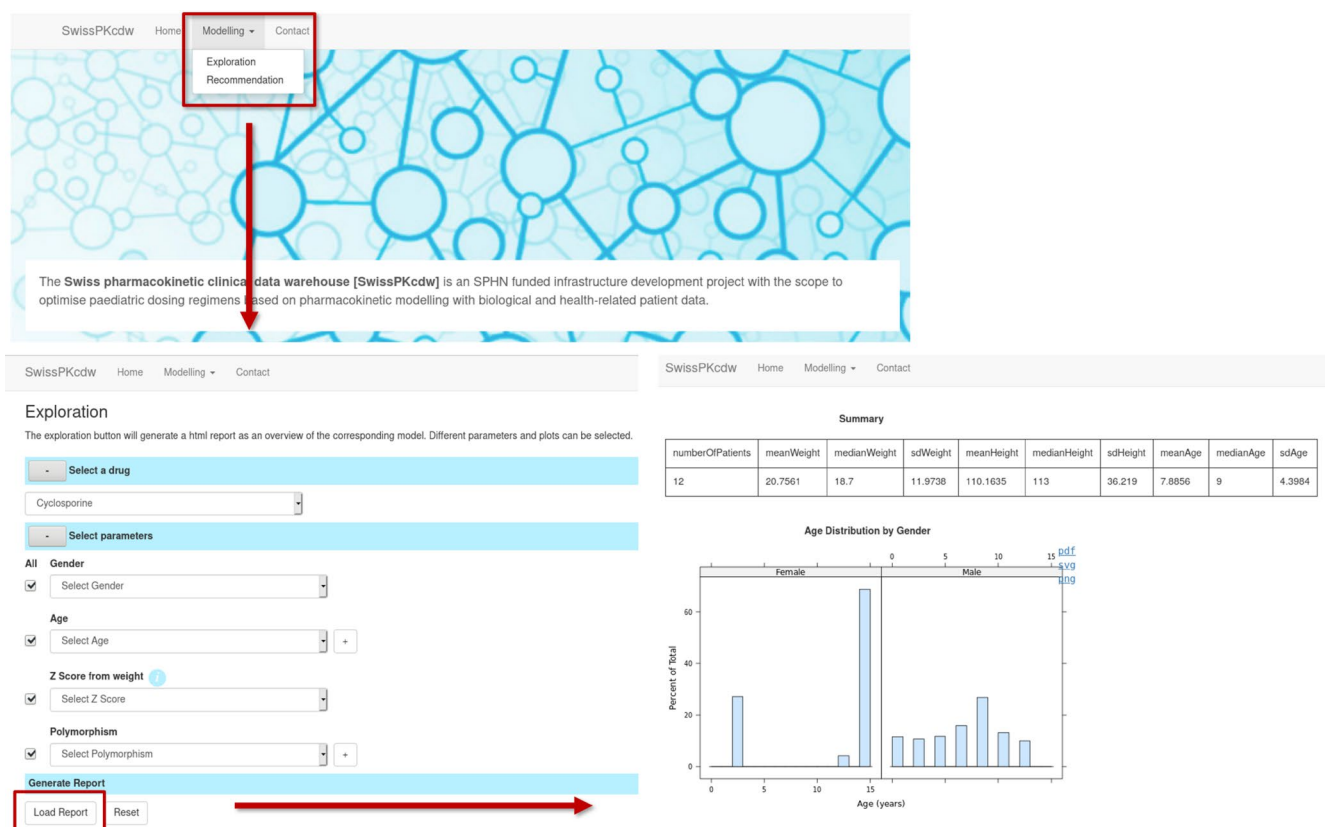 SwissPKcdw Home Modelling Contact
Exploration
Recommendation
The Swiss pharmacokinetic clinical data warehouse [SwissPKcdw] is an SPHN funded infrastructure development project with the scope to
optimise paediatric dosing regimens based on pharmacokinetic modelling with biological and health-related patient data.
SwissPKcdw Home Modelling Contact
Exploration
The exploration button will generate a html report as an overview of the corresponding model. Different parameters and plots can be selected.
- Select a drug
Cyclosporine
- Select parameters
All Gender
Select Gender
Age
Select Age +
Z Score from weight i
Select Z Score
Polymorphism
Select Polymorphism +
Generate Report
Load Report Reset
SwissPKcdw Home Modelling Contact
Summary
numberOfPatients meanWeight medianWeight sdWeight meanHeight medianHeight sdHeight meanAge medianAge sdAge
12 20.7561 18.7 11.9738 110.1635 113 36.219 7.8856 9 4.3984
Age Distribution by Gender
0 5 10 15
pdf
svg
png
Female Male
60
40
20
0
Percent of Total
0 5 10 15
Age (years)